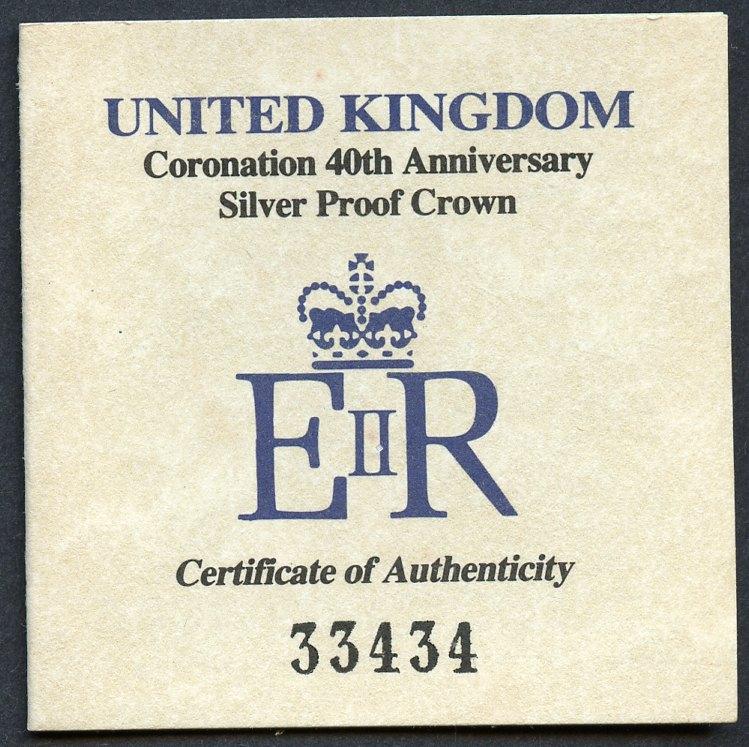 UNITED KINGDOM
Coronation 40th Anniversary
Silver Proof Crown
EIIR
Certificate of Authenticity
33434